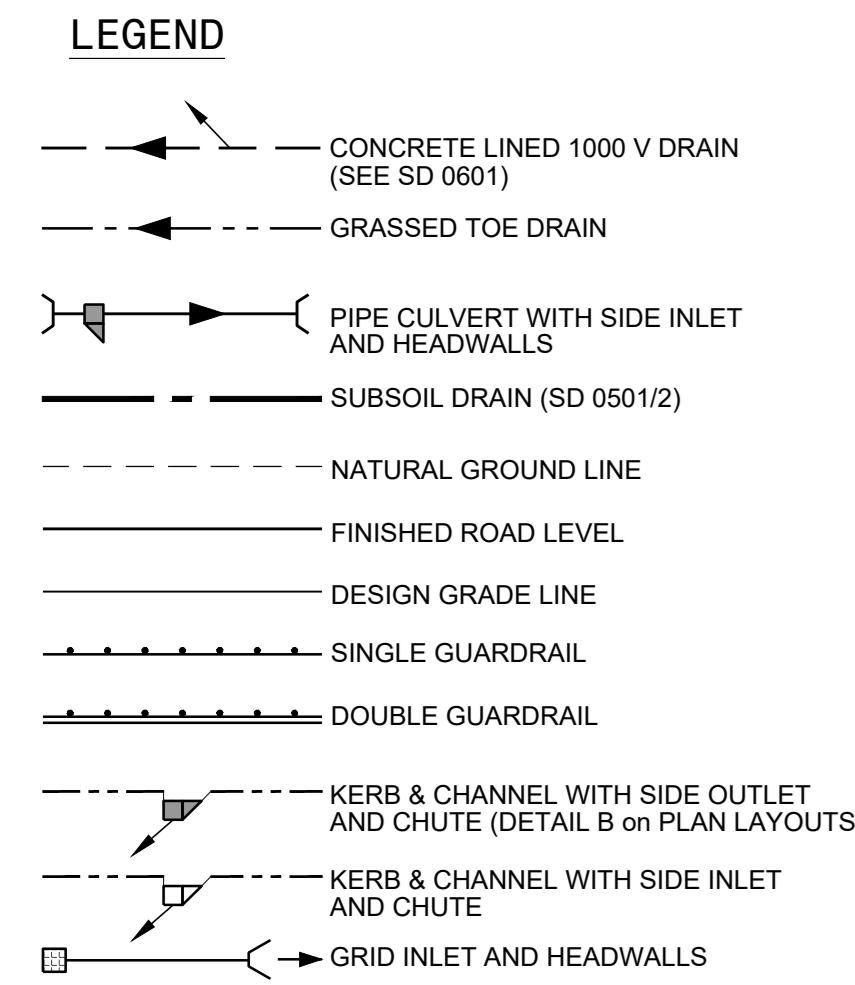 LEGEND
CONCRETE LINED 1000 V DRAIN
(SEE SD 0601)
GRASSED TOE DRAIN
PIPE CULVERT WITH SIDE INLET
AND HEADWALLS
SUBSOIL DRAIN (SD 0501/2)
NATURAL GROUND LINE
FINISHED ROAD LEVEL
DESIGN GRADE LINE
SINGLE GUARDRAIL
DOUBLE GUARDRAIL
KERB & CHANNEL WITH SIDE OUTLET
AND CHUTE (DETAIL B on PLAN LAYOUTS
KERB & CHANNEL WITH SIDE INLET
AND CHUTE
GRID INLET AND HEADWALLS